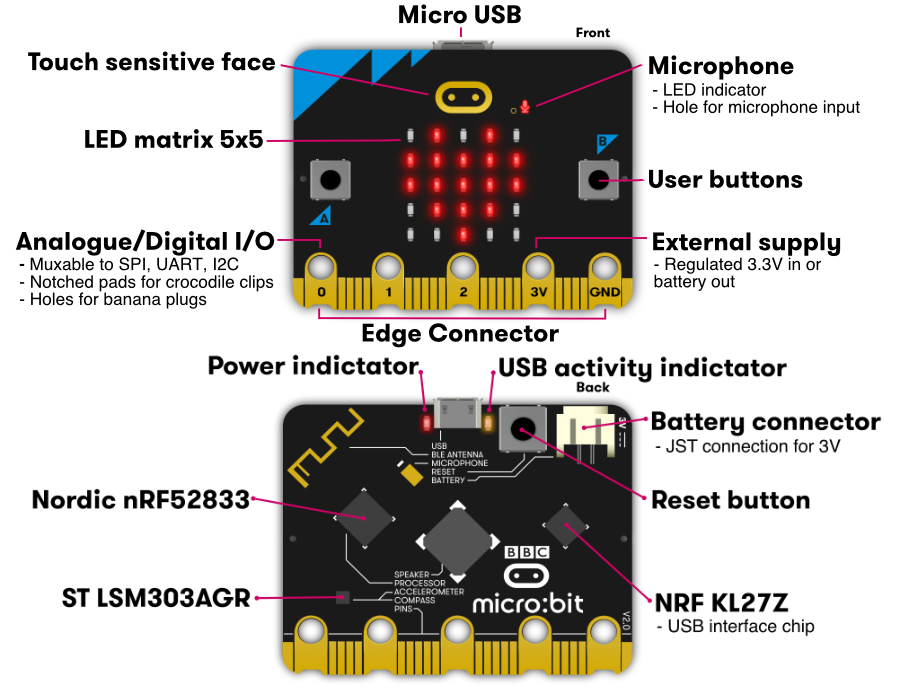 Micro USB
Front
Touch sensitive face
Microphone
- LED indicator
- Hole for microphone input
LED matrix 5x5
B
User buttons
A
Analogue/Digital I/O
- Muxable to SPI, UART, I2C
- Notched pads for crocodile clips
- Holes for banana plugs
External supply
- Regulated 3.3V in or
battery out
0 1 2 3V GND
Edge Connector
Power indictator
USB activity indictator
Back
Battery connector
- JST connection for 3V
3V
USB
BLE ANTENNA
MICROPHONE
RESET
BATTERY
Nordic nRF52833
Reset button
BBC
micro:bit
SPEAKER
PROCESSOR
ACCELEROMETER
COMPASS
PINS
ST LSM303AGR
NRF KL27Z
- USB interface chip
V2.0